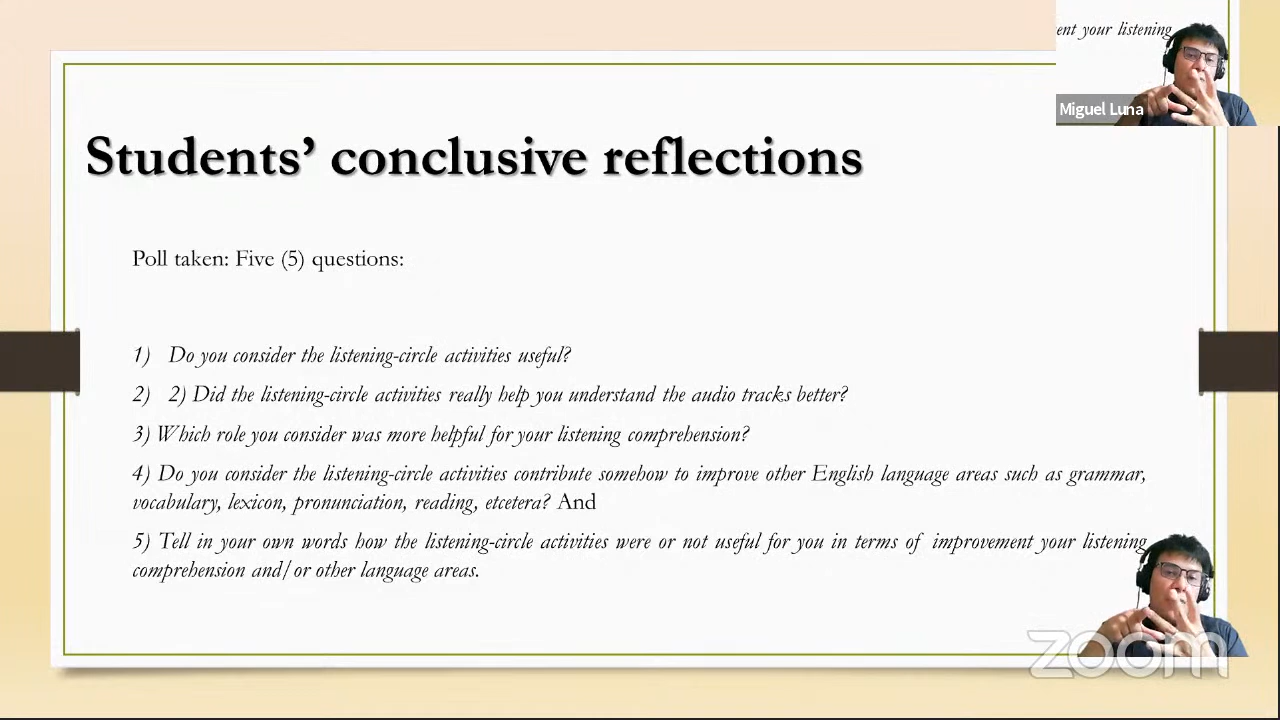 ent your listening
Miguel Luna
Students’ conclusive reflections
Poll taken: Five (5) questions:
1) Do you consider the listening-circle activities useful?
2) 2) Did the listening-circle activities really help you understand the audio tracks better?
3) Which role you consider was more helpful for your listening comprehension?
4) Do you consider the listening-circle activities contribute somehow to improve other English language areas such as grammar,
vocabulary, lexicon, pronunciation, reading, etcetera? And
5) Tell in your own words how the listening-circle activities were or not useful for you in terms of improvement your listening
comprehension and/or other language areas.
zoom